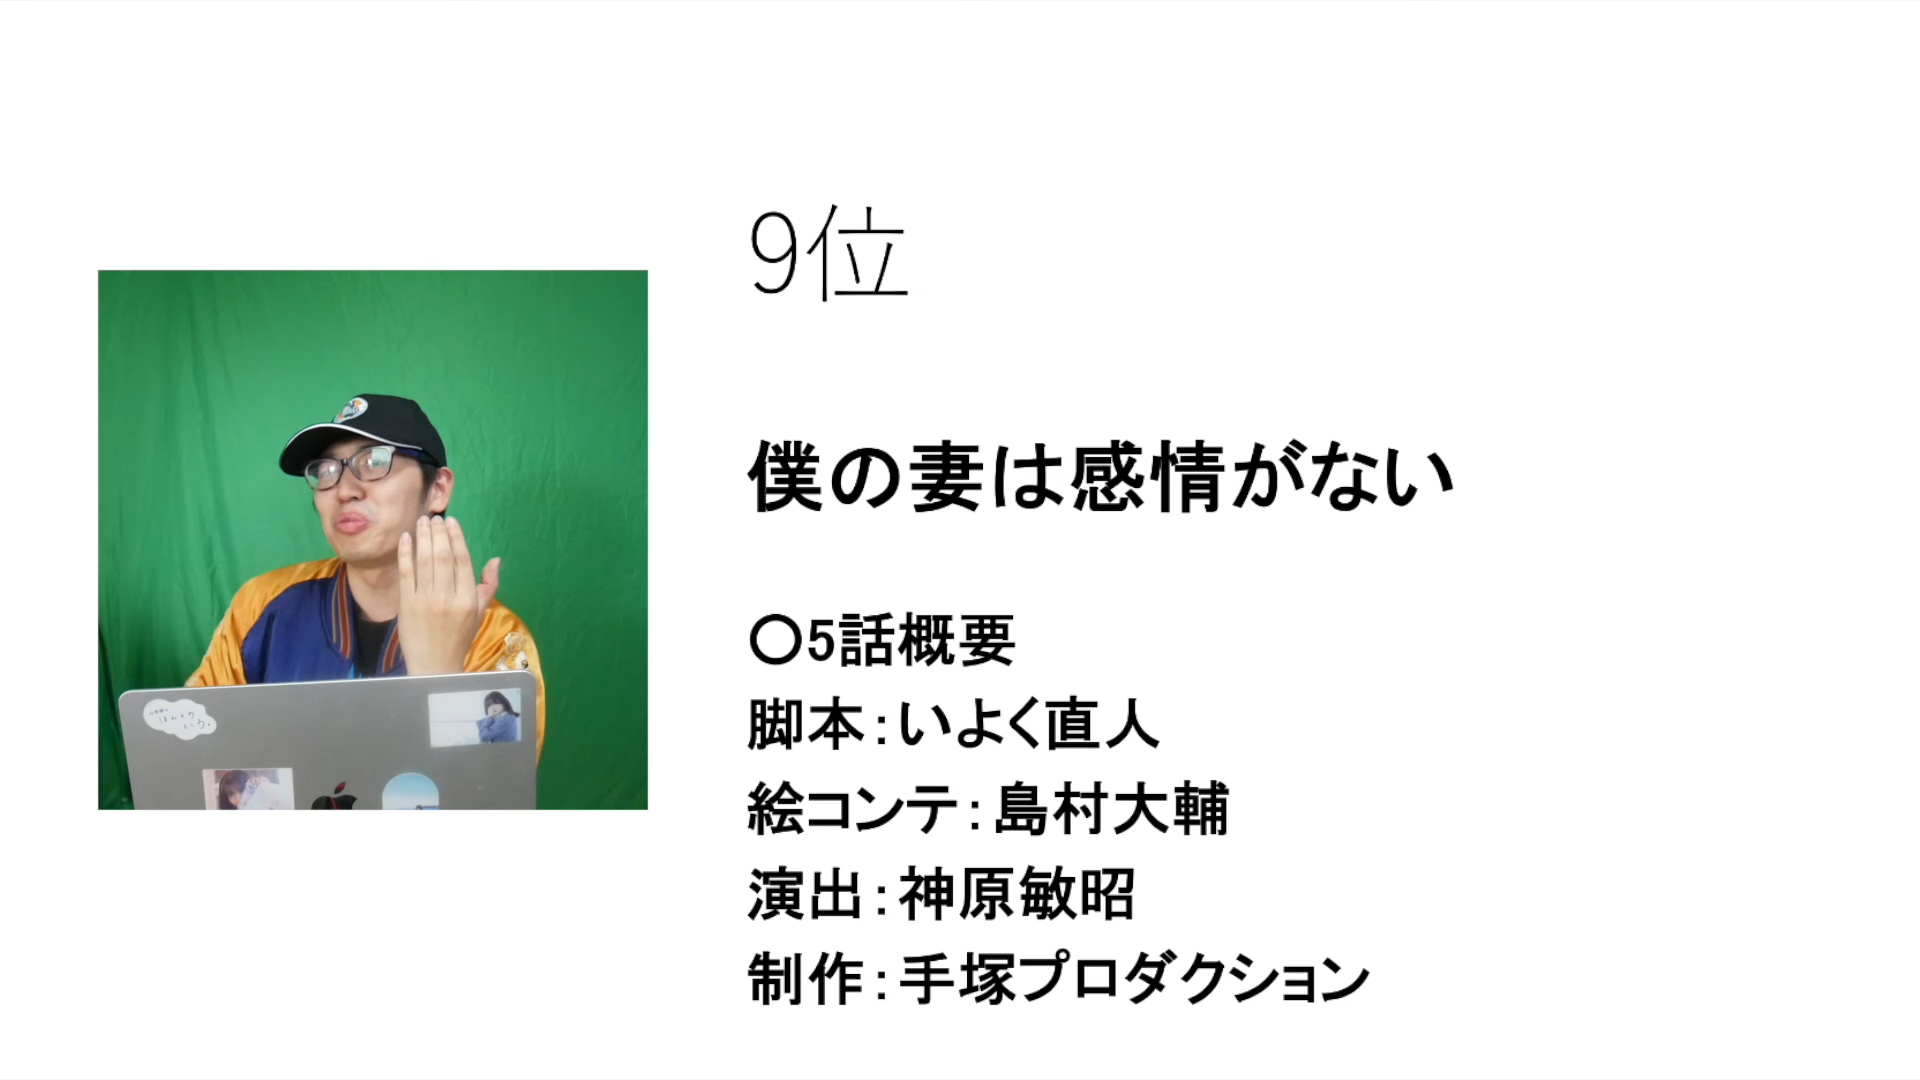 9位
僕の妻は感情がない
〇5話概要
脚本：いよく直人
絵コンテ：島村大輔
演出：神原敏昭
制作：手塚プロダクション